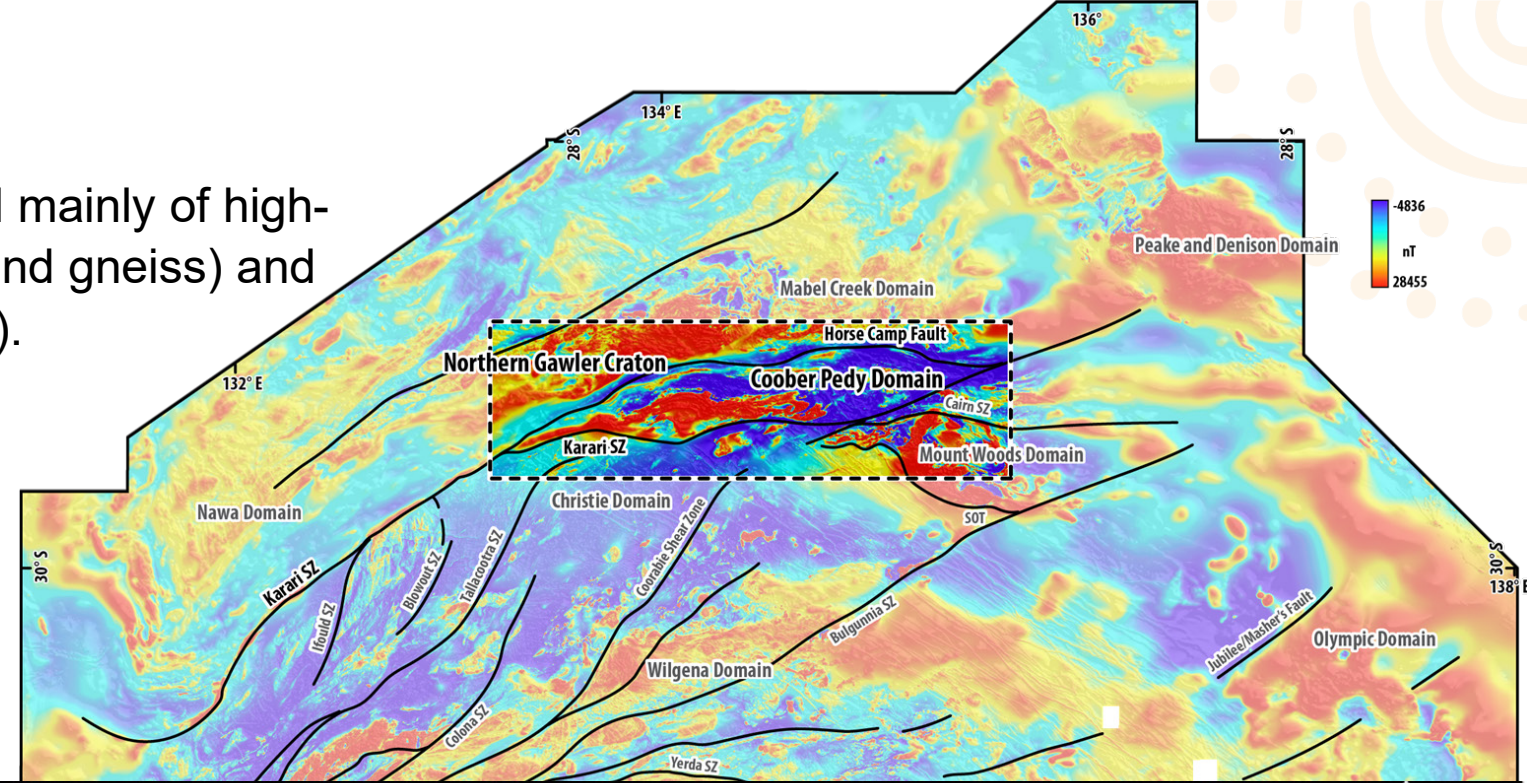 l mainly of high-
nd gneiss) and
).
136°
134° E
28° S
28° S
-4836
nT
28455
Peake and Denison Domain
Mabel Creek Domain
Horse Camp Fault
Northern Gawler Craton
132° E
Coober Pedy Domain
Cairn SZ
Karari SZ
Mount Woods Domain
Christie Domain
Nawa Domain
SOT
30° S
30° S
138° E
Karari SZ
Ifould SZ
Blowout SZ
Tallacootra SZ
Coorabie Shear Zone
Bulgunnia SZ
Jubilee/Masher's Fault
Olympic Domain
Wilgena Domain
Colona SZ
Yerda SZ